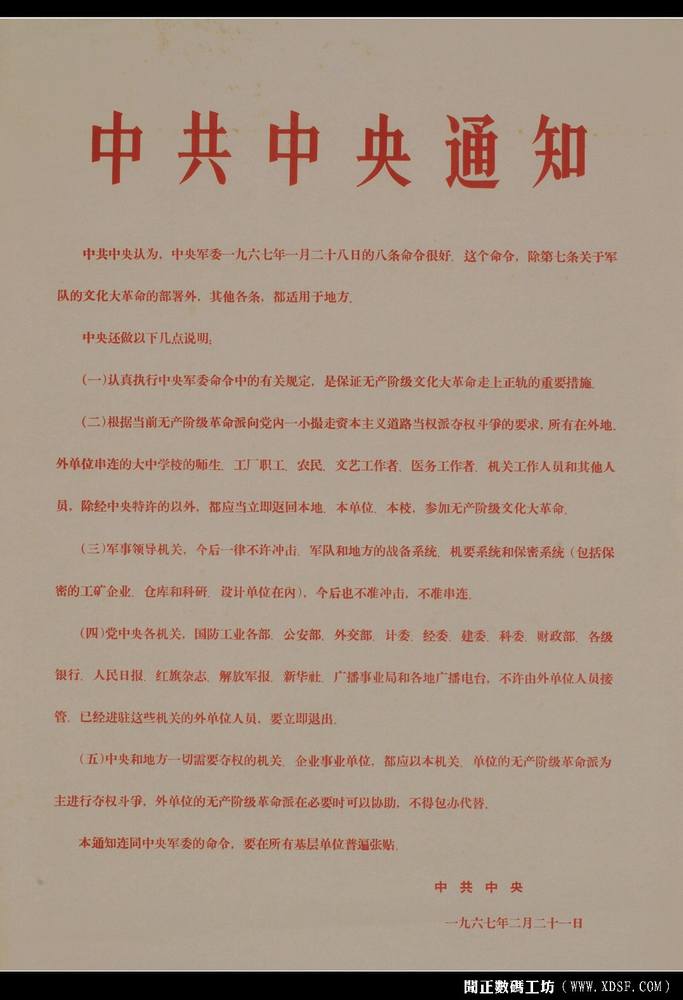 中共中央通知
中共中央认为,中央军委一九六七年一月二十八日的八条命令很好.这个命令,除第七条关于军
队的文化大革命的部署外,其他各条,都适用于地方.
中央还做以下几点说明:
(一)认真执行中央军委命令中的有关规定,是保证无产阶级文化大革命走上正轨的重要措施.
(二)根据当前无产阶级革命派向党内一小撮走资本主义道路当权派夺权斗争的要求,所有在外地.
外单位串连的大中学校的师生.工厂职工.农民.文艺工作者.医务工作者.机关工作人员和其他人
员,除经中央特许的以外,都应当立即返回本地.本单位.本校,参加无产阶级文化大革命.
(三)军事领导机关,今后一律不许冲击.军队和地方的战备系统.机要系统和保密系统(包括保
密的工矿企业.仓库和科研.设计单位在内),今后也不准冲击,不准串连.
(四)党中央各机关,国防工业各部.公安部.外交部.计委.经委.建委.科委.财政部.各级
银行.人民日报.红旗杂志.解放军报.新华社.广播事业局和各地广播电台,不许由外单位人员接
管.已经进驻这些机关的外单位人员,要立即退出.
(五)中央和地方一切需要夺权的机关.企业事业单位,都应以本机关.单位的无产阶级革命派为
主进行夺权斗争,外单位的无产阶级革命派在必要时可以协助,不得包办代替.
本通知连同中央军委的命令,要在所有基层单位普遍张贴.
中共中央
一九六七年二月二十一日
聞正數碼工坊(WWW.XDSF.COM)